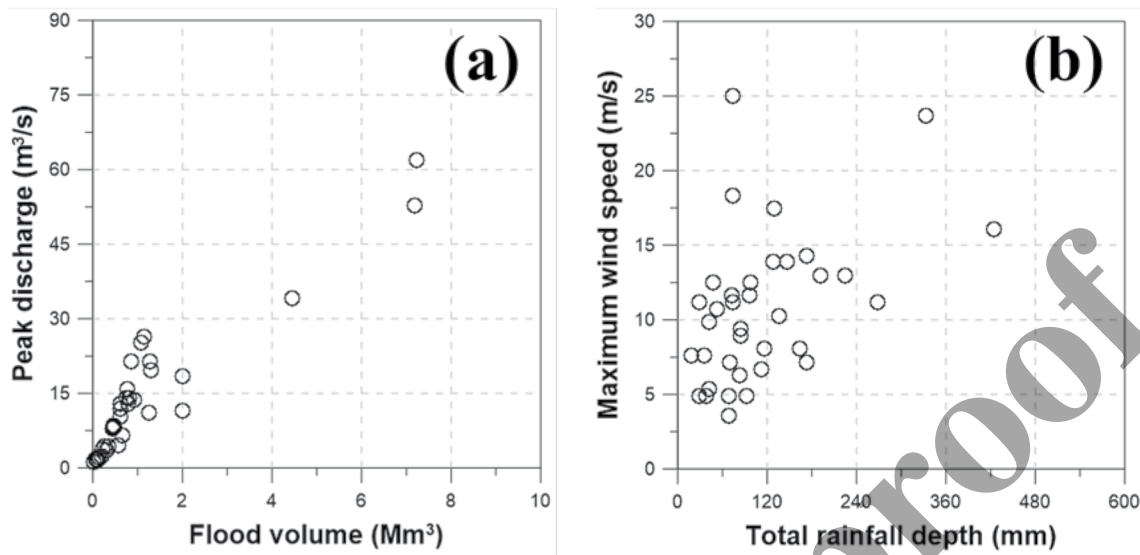 (a)
90
75
60
45
30
15
0
0 2 4 6 8 10
Peak discharge (m³/s)
Flood volume (Mm³)
(b)
30
25
20
15
10
5
0
0 120 240 360 480 600
Maximum wind speed (m/s)
Total rainfall depth (mm)
proof